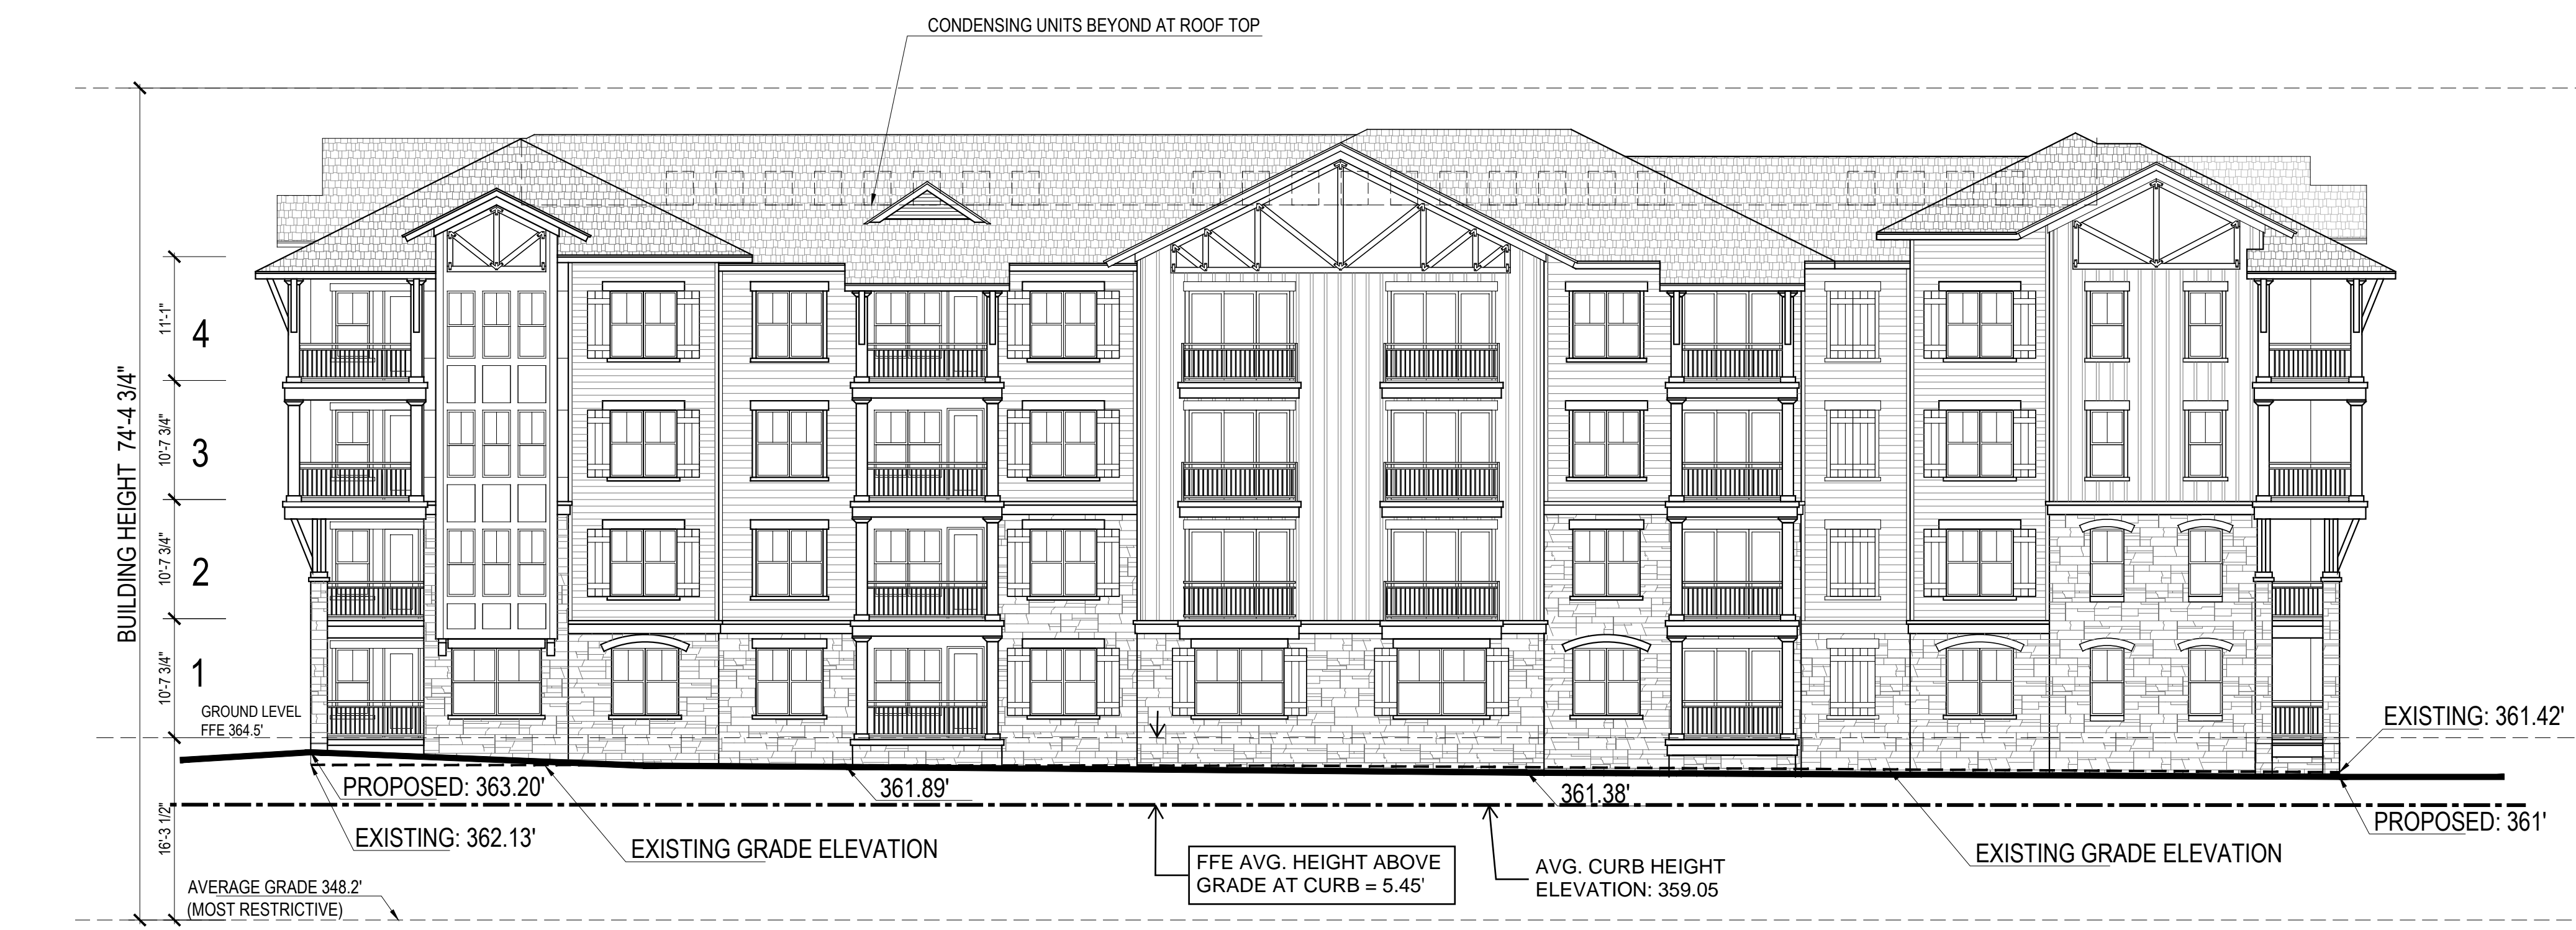 CONDENSING UNITS BEYOND AT ROOF TOP
BUILDING HEIGHT 74'-4 3/4"
11'-1"
4
10'-7 3/4"
3
10'-7 3/4"
2
10'-7 3/4"
1
GROUND LEVEL
FFE 364.5'
16'-3 1/2"
EXISTING: 361.42'
PROPOSED: 363.20'
361.89'
361.38'
PROPOSED: 361'
EXISTING: 362.13'
EXISTING GRADE ELEVATION
FFE AVG. HEIGHT ABOVE
GRADE AT CURB = 5.45'
AVG. CURB HEIGHT
ELEVATION: 359.05
EXISTING GRADE ELEVATION
AVERAGE GRADE 348.2'
(MOST RESTRICTIVE)